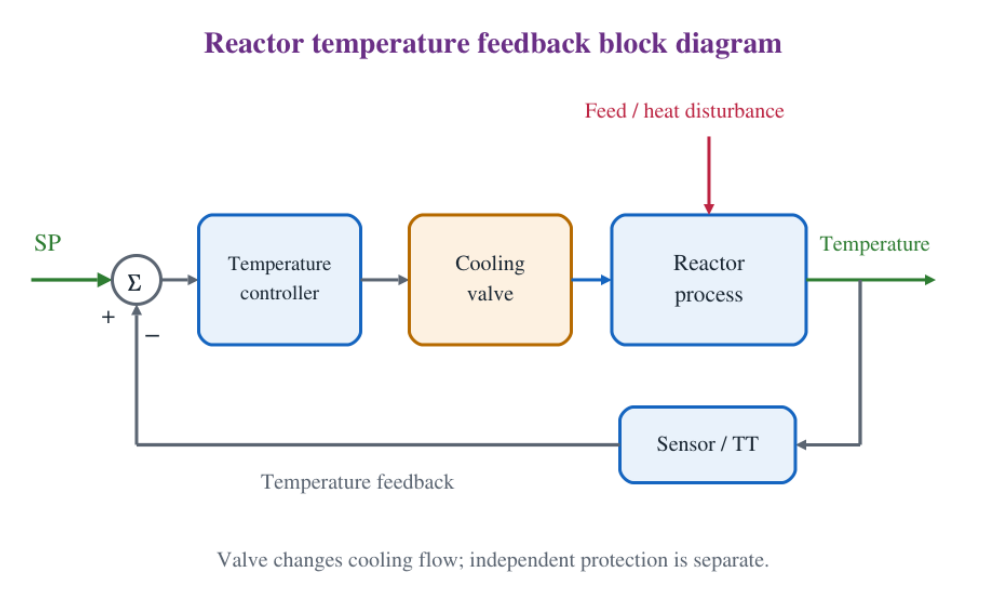 Reactor temperature feedback block diagram
Feed / heat disturbance
SP
Temperature
Σ
Temperature
controller
Cooling
valve
Reactor
process
+
−
Sensor / TT
Temperature feedback
Valve changes cooling flow; independent protection is separate.